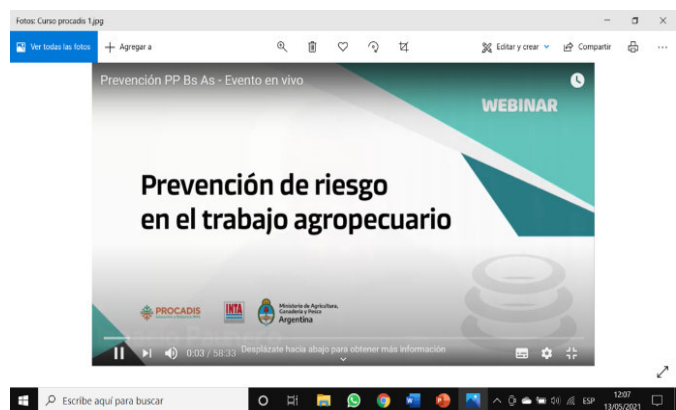 Fotos: Curso procadis 1.jpg
Ver todas las fotos
Agregar a
Editar y crear
Compartir
Prevención PP Bs As - Evento en vivo
WEBINAR
Prevención de riesgo
en el trabajo agropecuario
PROCADIS
INTA
Ministerio de Agricultura,
Ganadería y Pesca
Argentina
0:03 / 58:33
Desplázate hacia abajo para obtener más información
Escribe aquí para buscar
ESP
12:07
13/05/2021